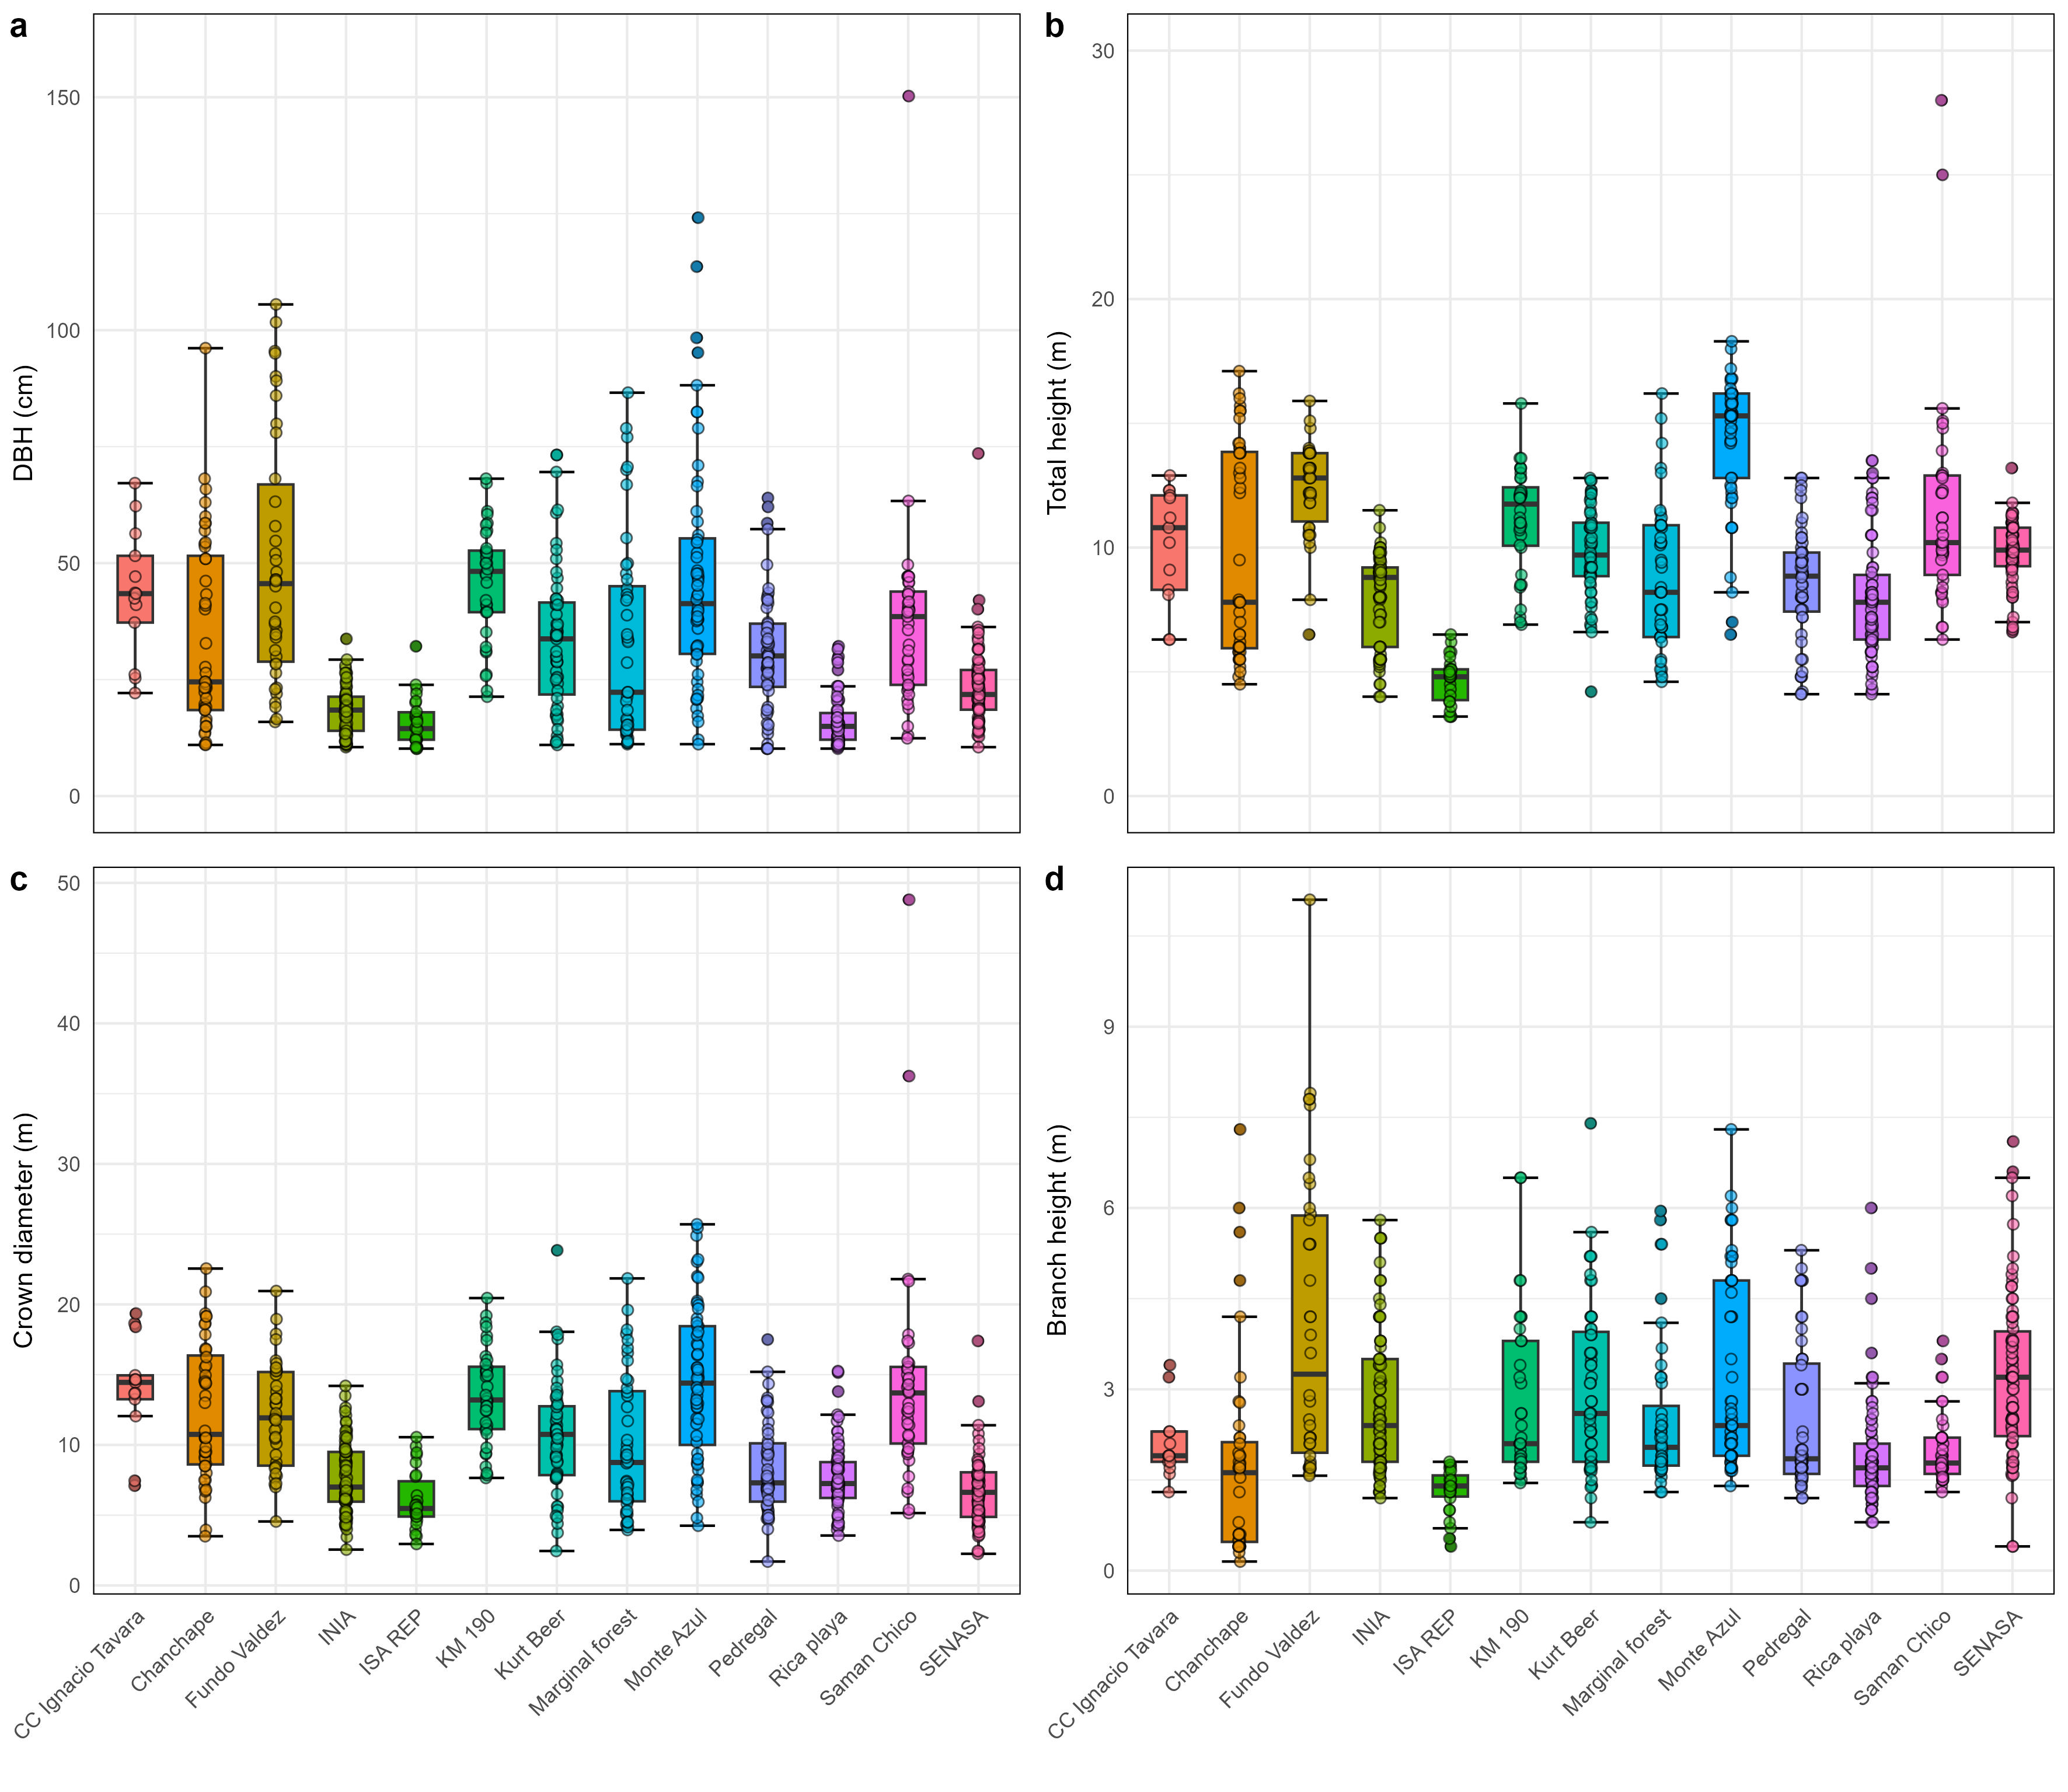 a
150
100
50
0
DBH (cm)
b
30
20
10
0
Total height (m)
c
50
40
30
20
10
0
Crown diameter (m)
CC Ignacio Tavara
Chanchape
Fundo Valdez
INIA
ISA REP
KM 190
Kurt Beer
Marginal forest
Monte Azul
Pedregal
Rica playa
Saman Chico
SENASA
d
9
6
3
0
Branch height (m)
CC Ignacio Tavara
Chanchape
Fundo Valdez
INIA
ISA REP
KM 190
Kurt Beer
Marginal forest
Monte Azul
Pedregal
Rica playa
Saman Chico
SENASA